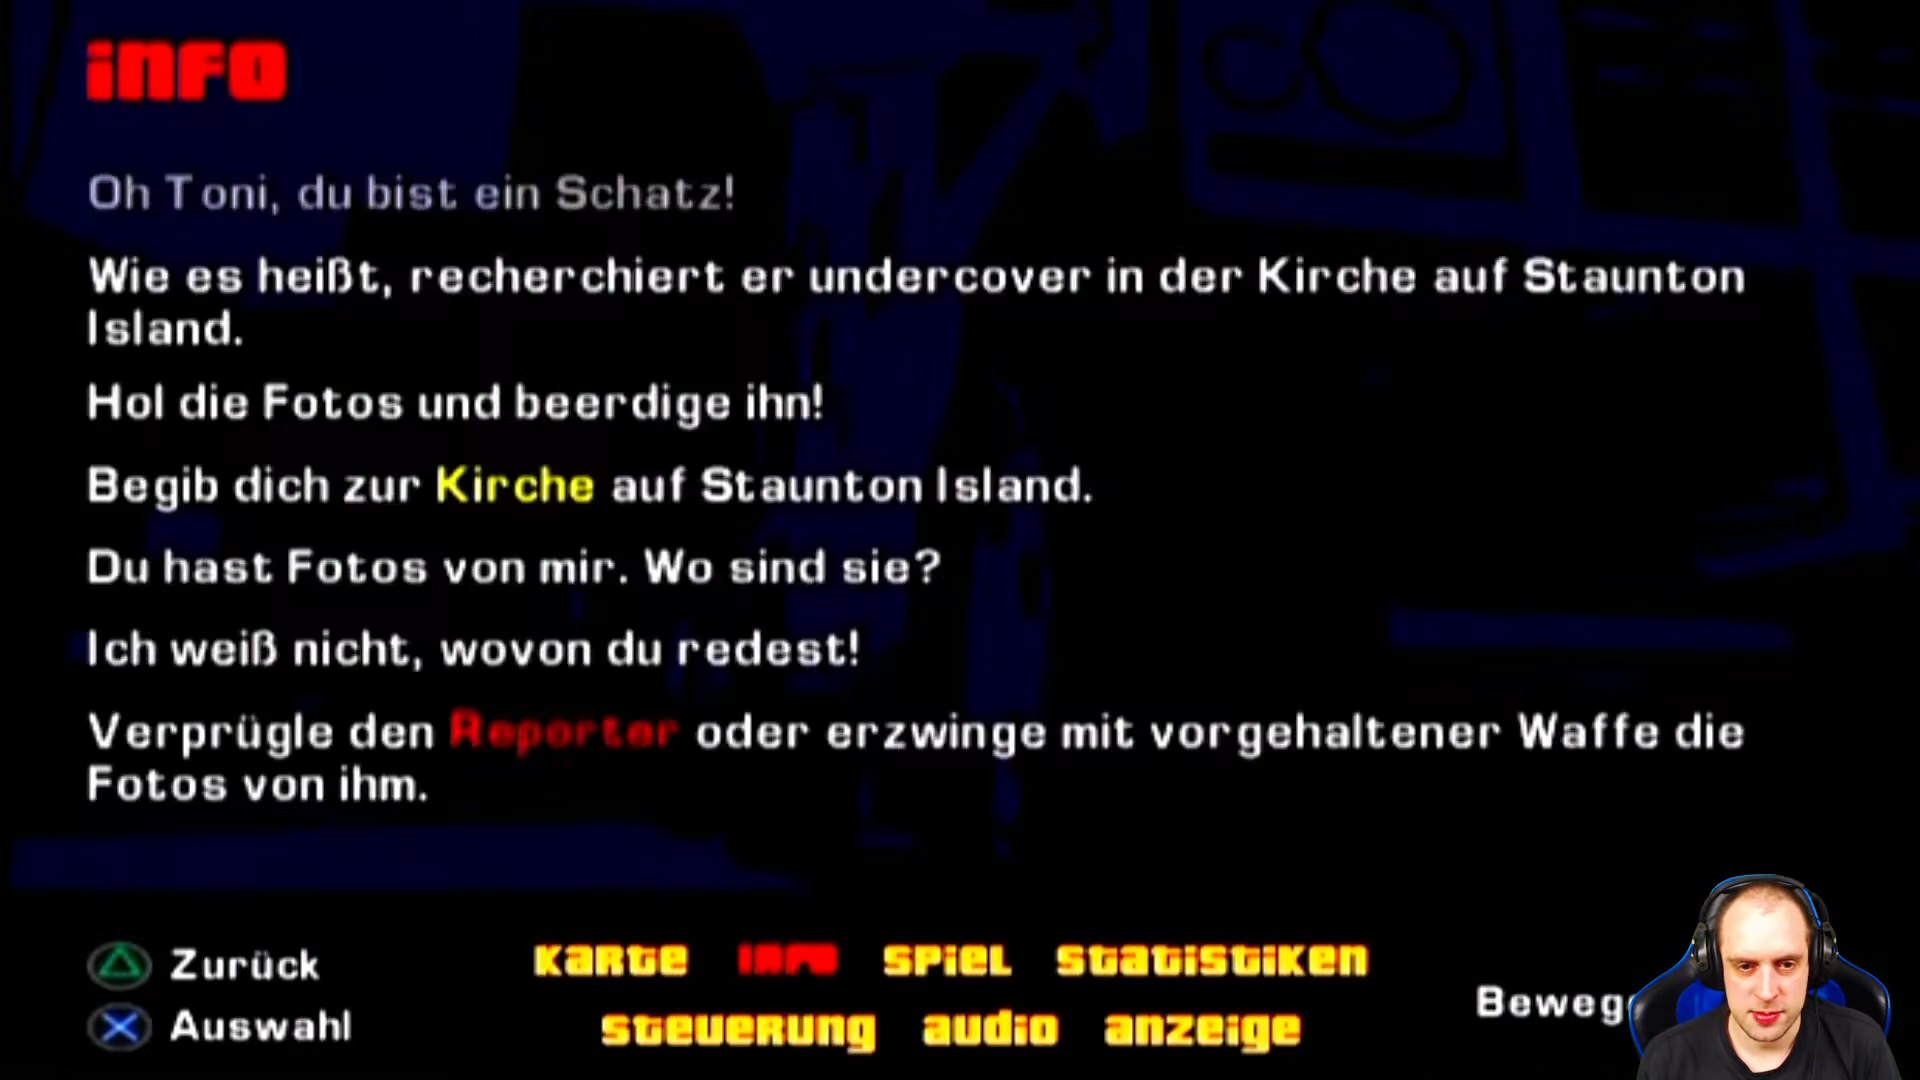 INFO
Oh Toni, du bist ein Schatz!
Wie es heißt, recherchiert er undercover in der Kirche auf Staunton
Island.
Hol die Fotos und beerdige ihn!
Begib dich zur Kirche auf Staunton Island.
Du hast Fotos von mir. Wo sind sie?
Ich weiß nicht, wovon du redest!
Verprügle den Reporter oder erzwinge mit vorgehaltener Waffe die
Fotos von ihm.
Zurück
Auswahl
KARTE INFO SPIEL STATISTIKEN
STEUERUNG AUDIO ANZEIGE